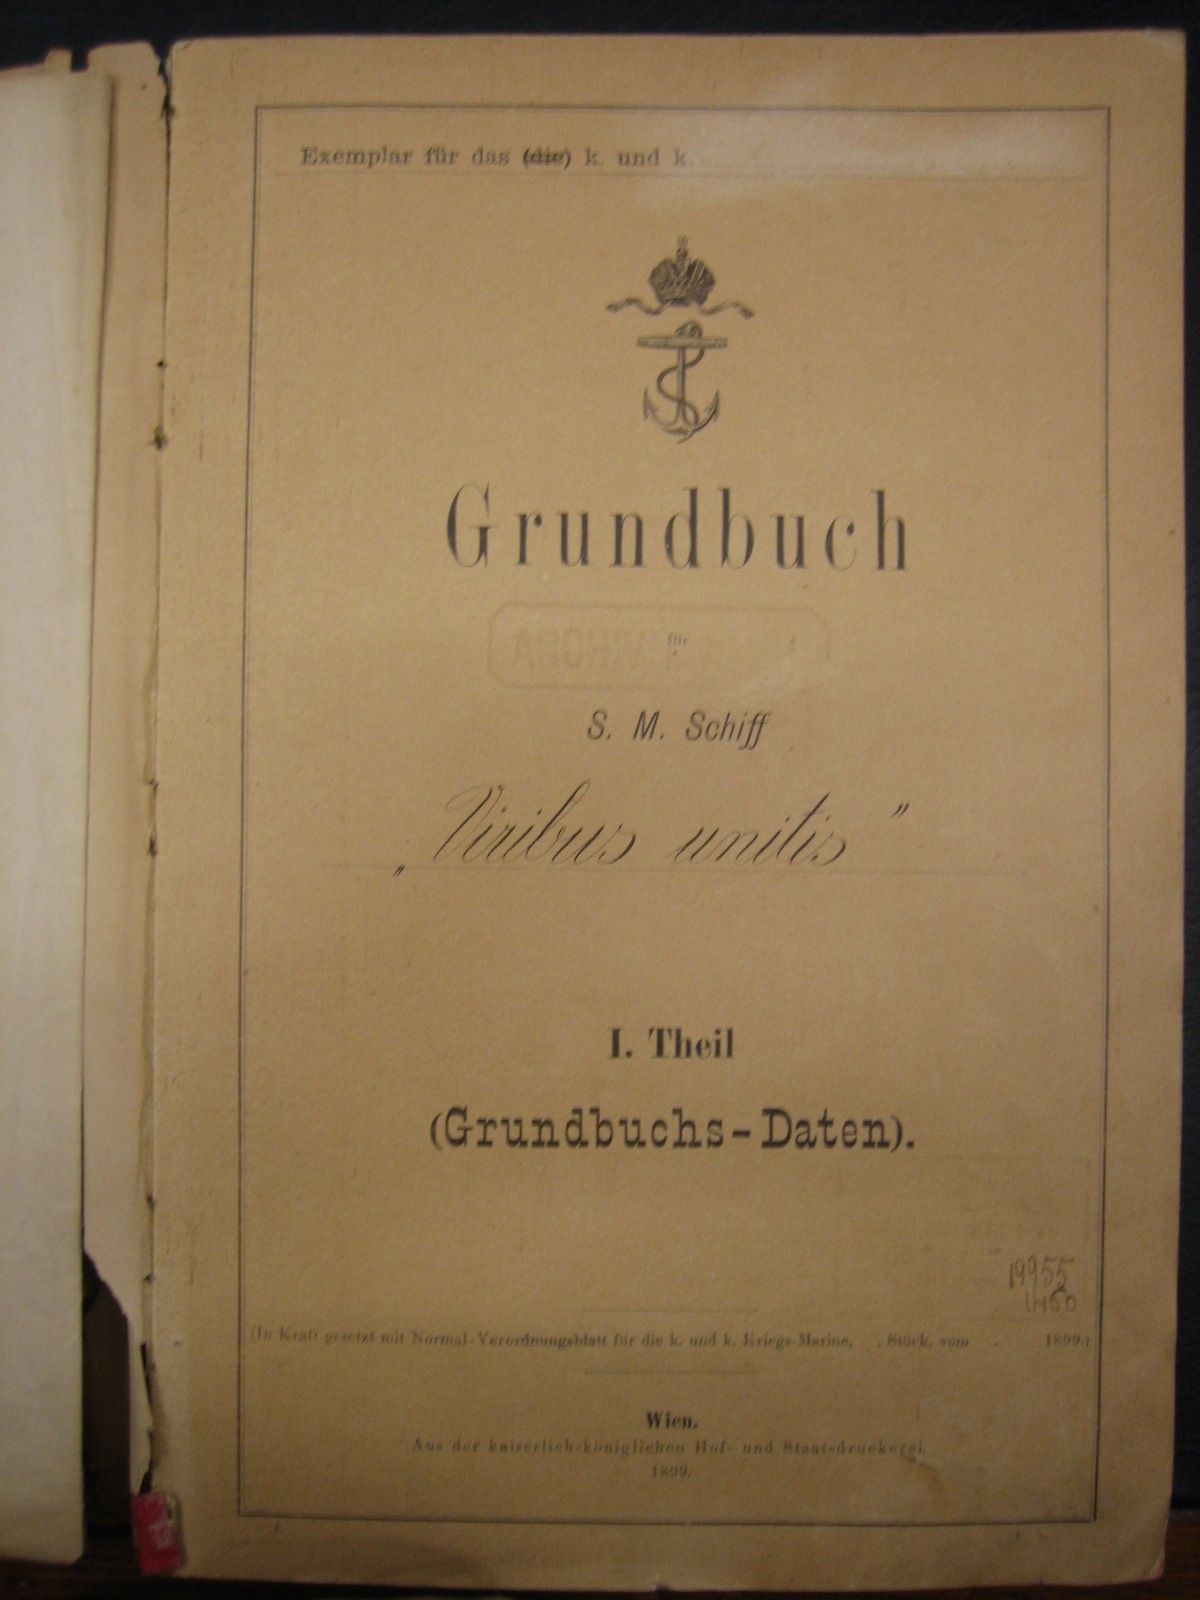 Exemplar für das (die) k. und k.
Grundbuch
für
S. M. Schiff
„Viribus unitis"
I. Theil
(Grundbuchs-Daten).
19955
(In Kraft gesetzt mit Normal-Verordnungsblatt für die k. und k. Kriegs-Marine, . Stück, vom . 1899.)
Wien.
Aus der kaiserlich-königlichen Hof- und Staatsdruckerei.
1899.